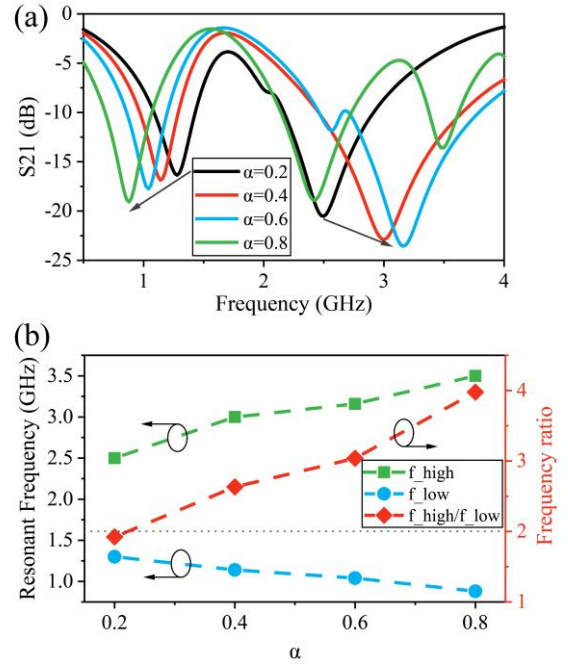 (a)
0
-5
-10
-15
-20
-25
S21 (dB)
α=0.2
α=0.4
α=0.6
α=0.8
1 2 3 4
Frequency (GHz)
(b)
3.5
3.0
2.5
2.0
1.5
1.0
Resonant Frequency (GHz)
4
3
2
1
Frequency ratio
f_high
f_low
f_high/f_low
0.2 0.4 0.6 0.8
α